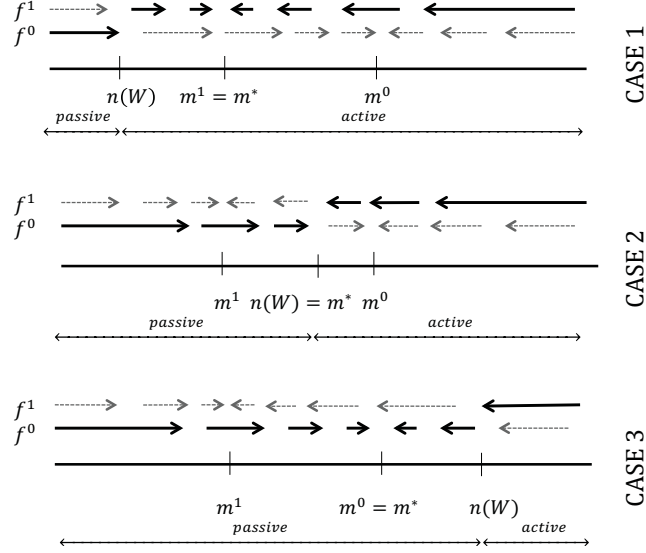 f¹
f⁰
n(W) m¹ = m* m⁰
passive active
CASE 1
f¹
f⁰
m¹ n(W) = m* m⁰
passive active
CASE 2
f¹
f⁰
m¹ m⁰ = m* n(W)
passive active
CASE 3